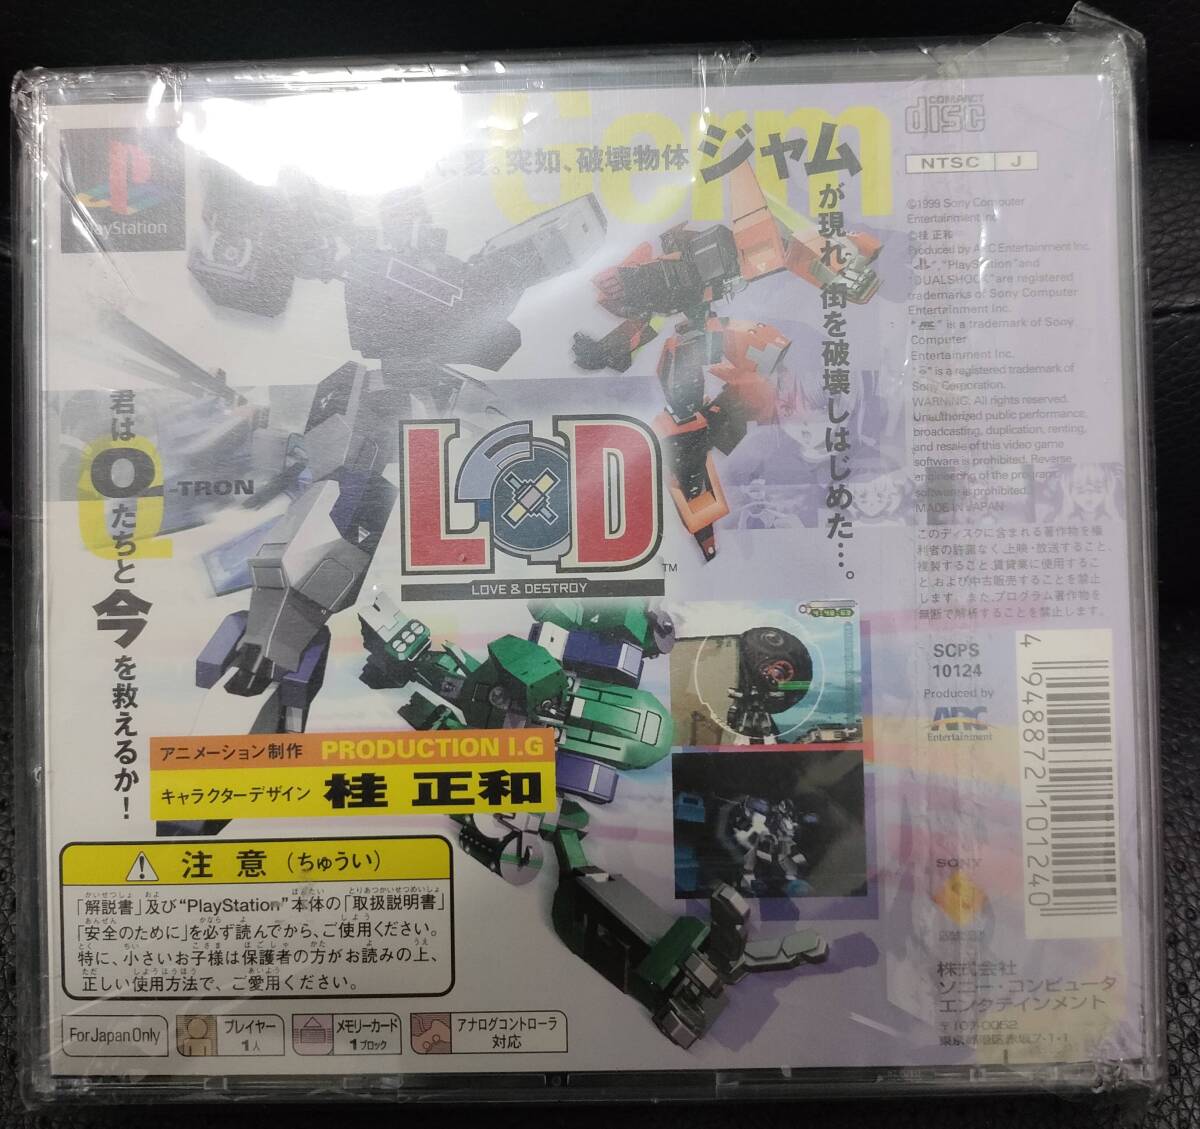 PlayStation
Germ
夏。突如、破壊物体
ジャム
が現れ 街を破壊しはじめた…。
COMPACT
disc
NTSC J
©1999 Sony Computer
Entertainment Inc.
©桂 正和
Produced by ARC Entertainment Inc.
"PlayStation" and
"DUALSHOCK" are registered
trademarks of Sony Computer
Entertainment Inc.
" " is a trademark of Sony
Computer
Entertainment Inc.
" " is a registered trademark of
Sony Corporation.
WARNING: All rights reserved.
Unauthorized public performance,
broadcasting, duplication, renting,
and resale of this video game
software is prohibited. Reverse
engineering of the program
software is prohibited.
MADE IN JAPAN
このディスクに含まれる著作物を権
利者の許諾なく、上映・放送すること、
複製すること、賃貸業に使用するこ
と、および中古販売することを禁止
します。また、プログラム著作物を
無断で解析することを禁止します。
SCPS
10124
Produced by
ARC
Entertainment
4 948872 101240
SONY
株式会社
ソニー・コンピュータ
エンタテインメント
〒107-0052
東京都港区赤坂7-1-1
Q-TRON
君はQたちと今を救えるか!
L D
TM
LOVE & DESTROY
アニメーション制作 PRODUCTION I.G
キャラクターデザイン 桂 正和
注意(ちゅうい)
「解説書」及び"PlayStation"本体の「取扱説明書」
「安全のために」を必ず読んでから、ご使用ください。
特に、小さいお子様は保護者の方がお読みの上、
正しい使用方法で、ご愛用ください。
For Japan Only
プレイヤー
1人
メモリーカード
1ブロック
アナログコントローラ
対応